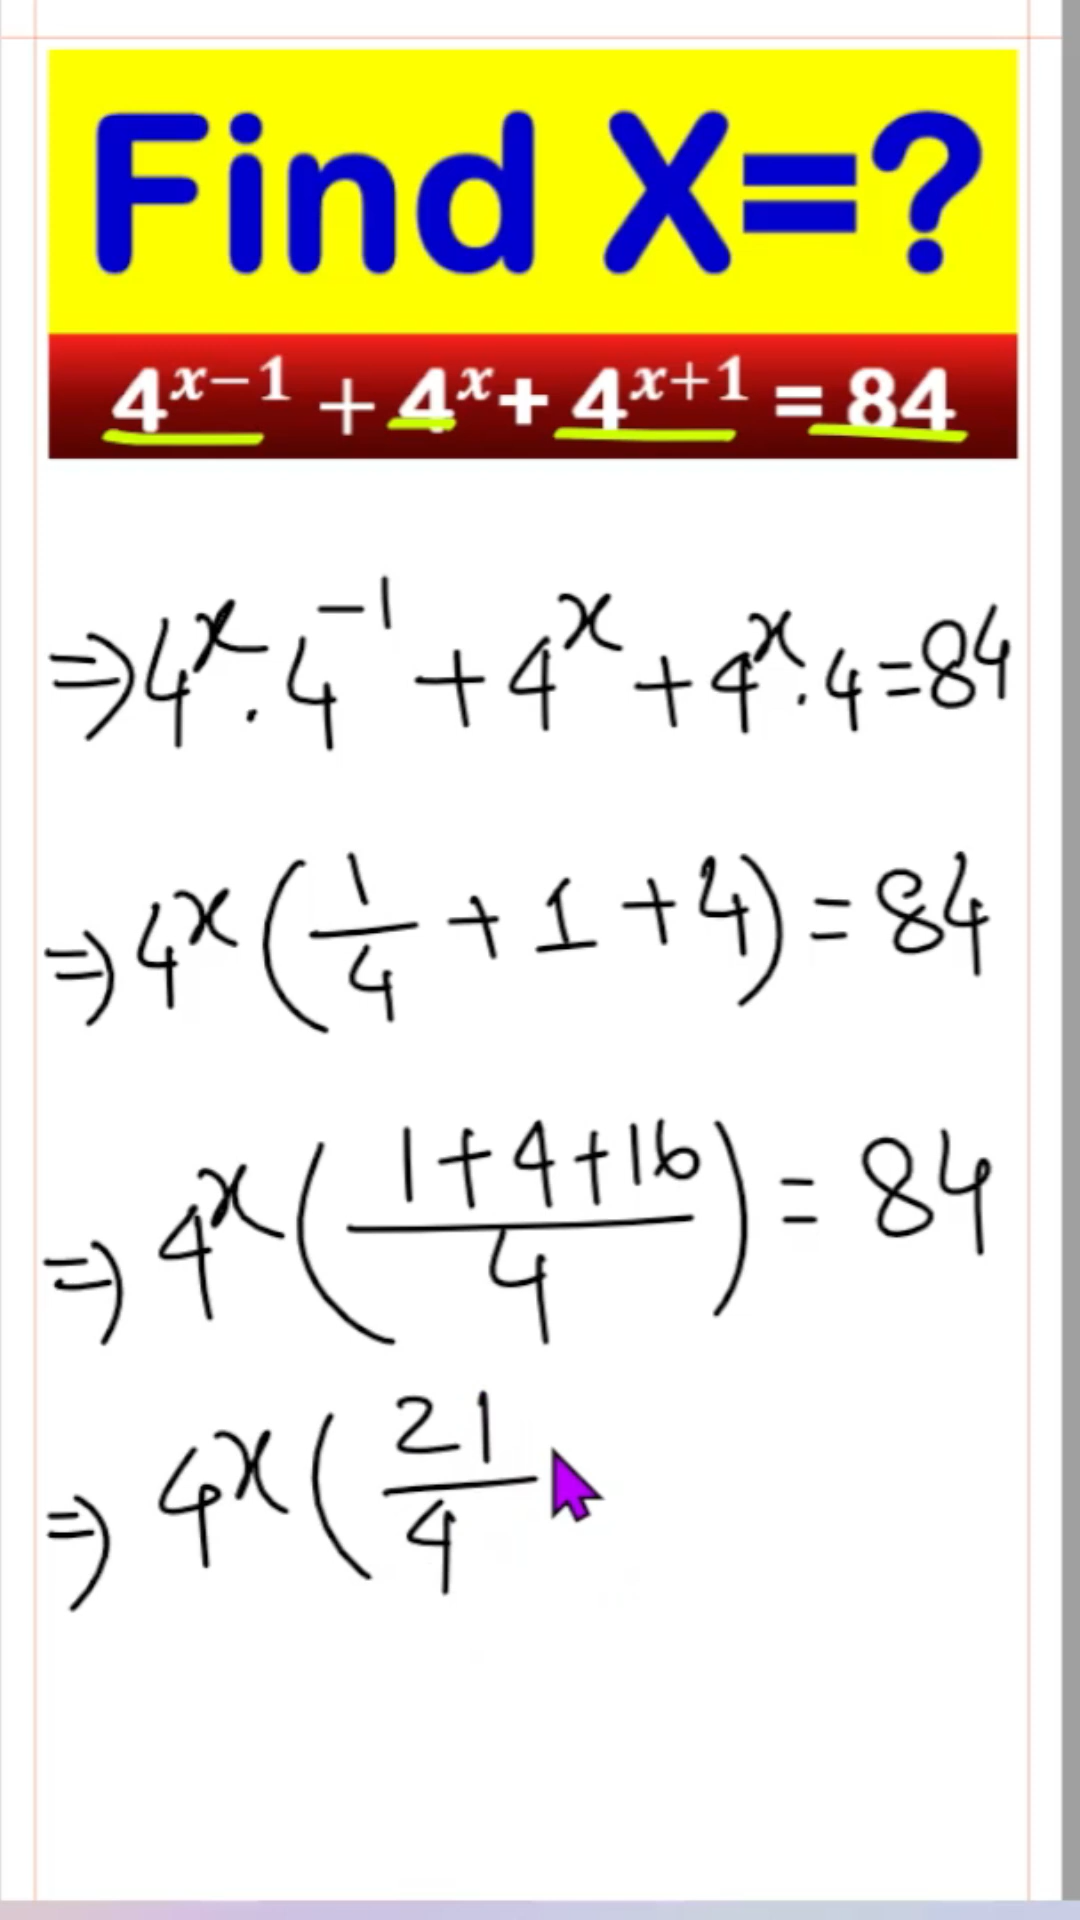 Find X=?
4^{x-1} + 4^x + 4^{x+1} = 84
⇒ 4^x . 4^{-1} + 4^x + 4^x . 4 = 84
⇒ 4^x (1/4 + 1 + 4) = 84
⇒ 4^x ((1+4+16)/4) = 84
⇒ 4^x (21/4